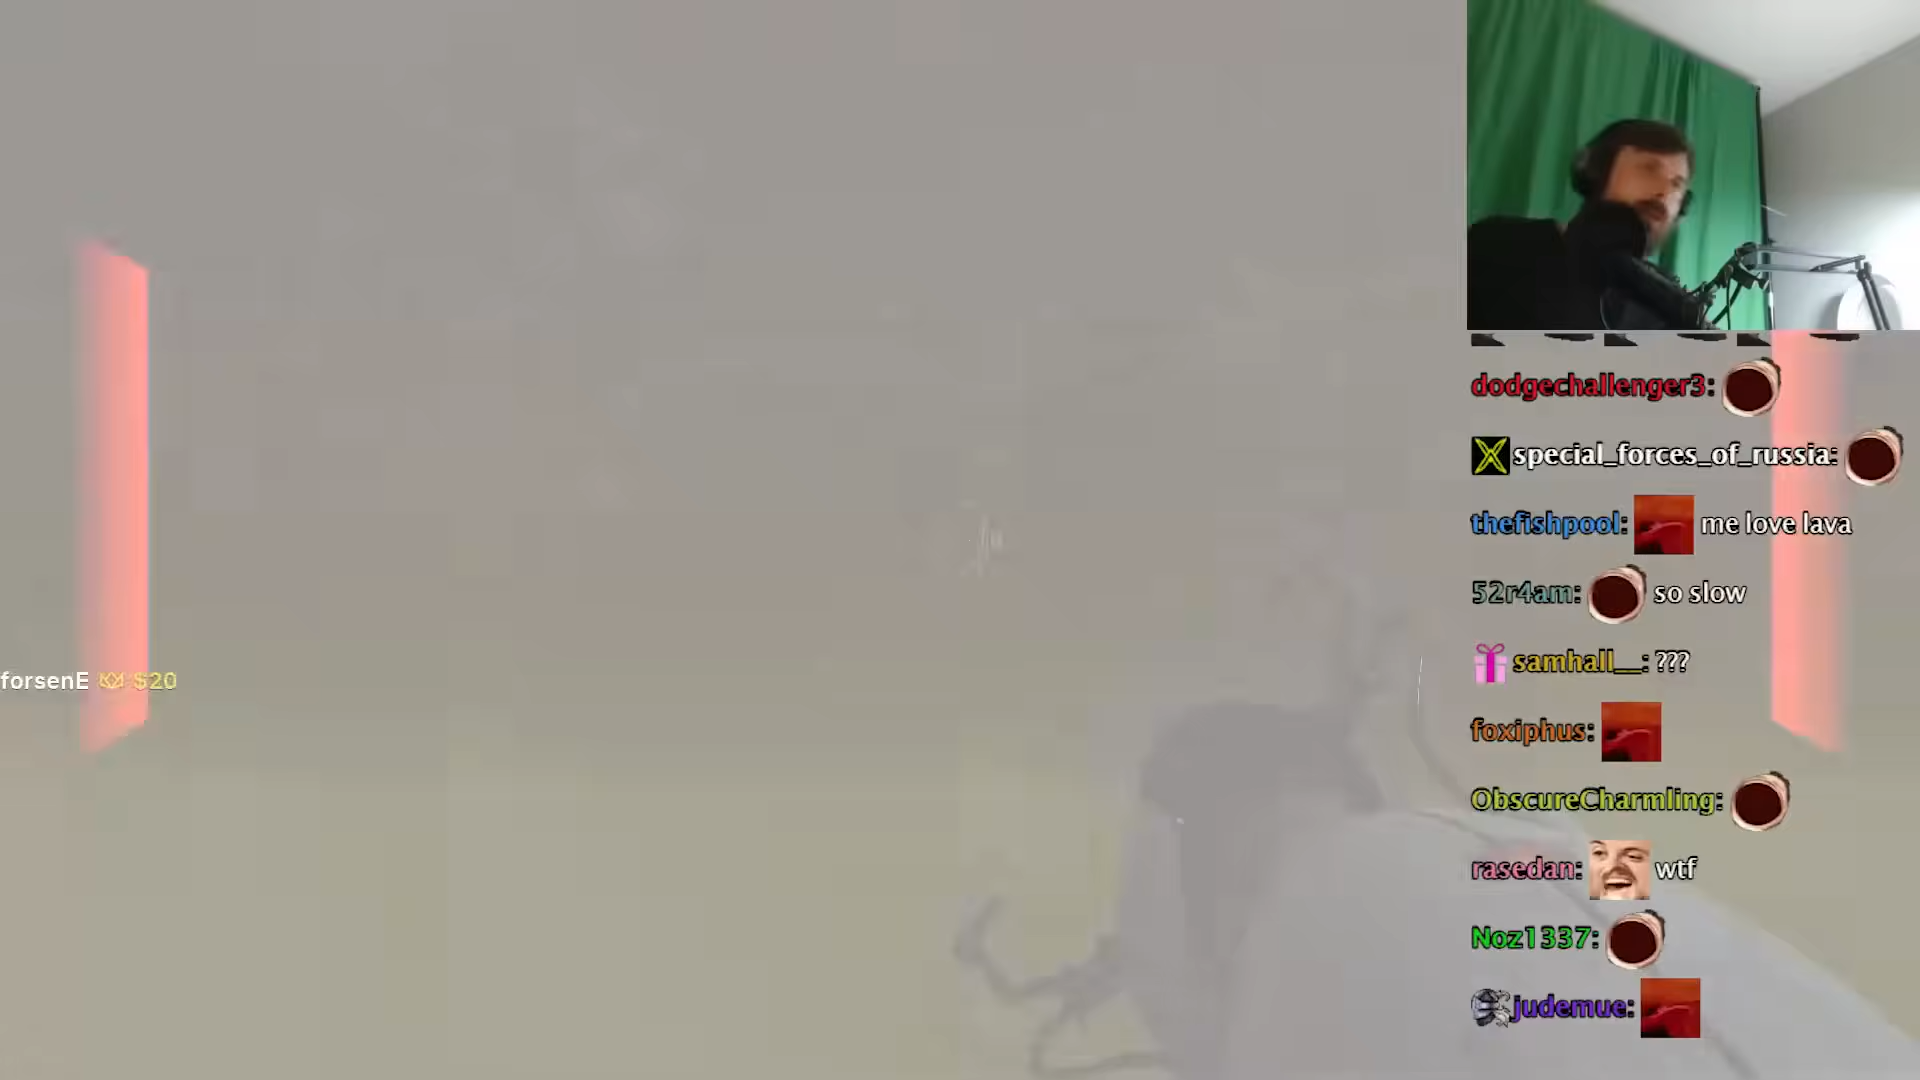 dodgechallenger3:
special_forces_of_russia:
thefishpool: me love lava
52r4am: so slow
samhall__: ???
forsenE $20
foxiphus:
ObscureCharmling:
rasedan: wtf
Noz1337:
judemue: